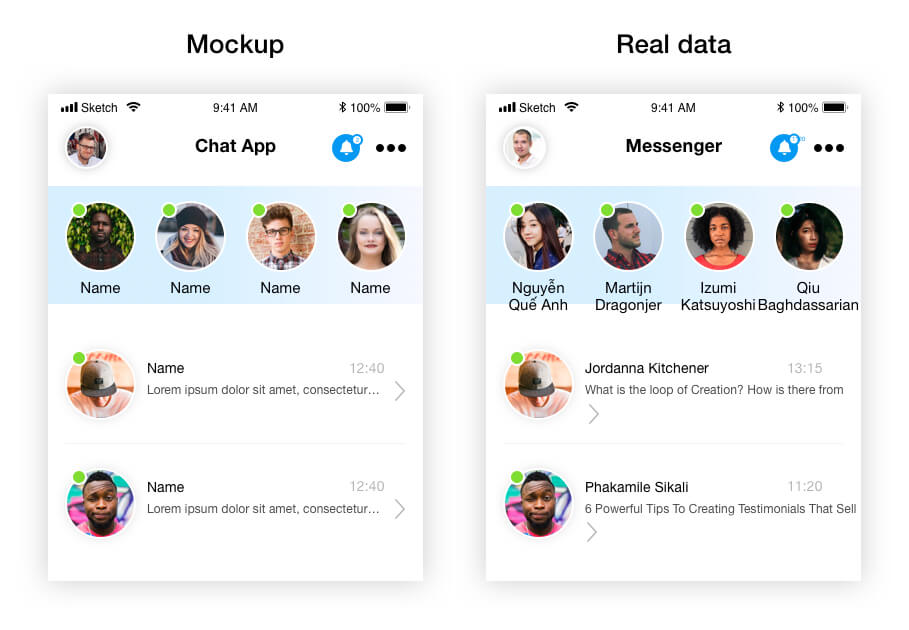 Mockup
Real data
Sketch 9:41 AM 100%
Chat App
Name Name Name Name
Name 12:40
Lorem ipsum dolor sit amet, consectetur…
Name 12:40
Lorem ipsum dolor sit amet, consectetur…
Sketch 9:41 AM 100%
Messenger
Nguyễn Martijn Izumi Qiu
Quế Anh Dragonjer Katsuyoshi Baghdassarian
Jordanna Kitchener 13:15
What is the loop of Creation? How is there from
Phakamile Sikali 11:20
6 Powerful Tips To Creating Testimonials That Sell